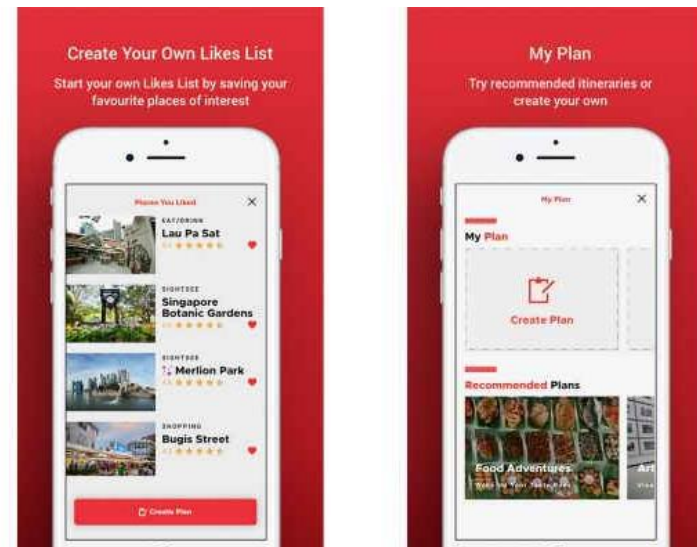 Create Your Own Likes List
Start your own Likes List by saving your
favourite places of interest
Places You Liked
EAT/DRINK
Lau Pa Sat
SIGHTSEE
Singapore
Botanic Gardens
SIGHTSEE
Merlion Park
SHOPPING
Bugis Street
Create Plan
My Plan
Try recommended itineraries or
create your own
My Plan
My Plan
Create Plan
Recommended Plans
Food Adventures
Art